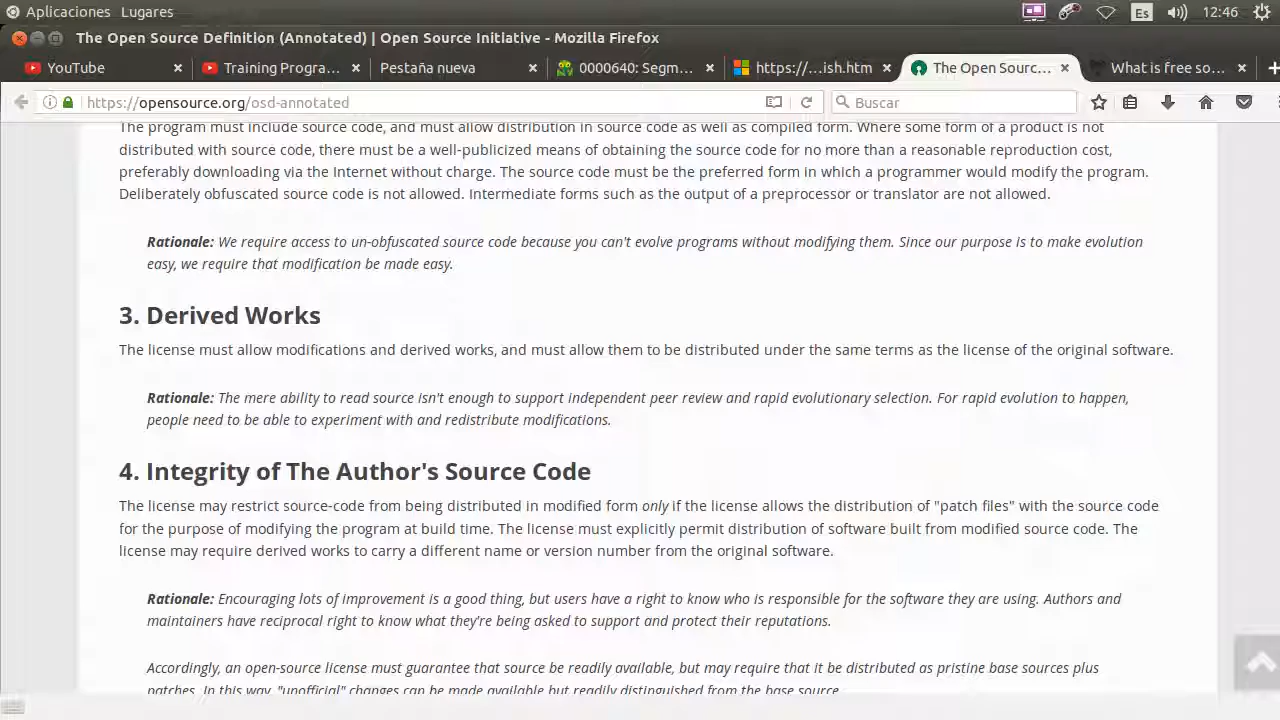 Aplicaciones Lugares Es 12:46
The Open Source Definition (Annotated) | Open Source Initiative - Mozilla Firefox
YouTube Training Progra... Pestaña nueva 0000640: Segm... https://...ish.htm The Open Sourc... What is free so...
https://opensource.org/osd-annotated Buscar
The program must include source code, and must allow distribution in source code as well as compiled form. Where some form of a product is not
distributed with source code, there must be a well-publicized means of obtaining the source code for no more than a reasonable reproduction cost,
preferably downloading via the Internet without charge. The source code must be the preferred form in which a programmer would modify the program.
Deliberately obfuscated source code is not allowed. Intermediate forms such as the output of a preprocessor or translator are not allowed.
Rationale: We require access to un-obfuscated source code because you can't evolve programs without modifying them. Since our purpose is to make evolution
easy, we require that modification be made easy.
3. Derived Works
The license must allow modifications and derived works, and must allow them to be distributed under the same terms as the license of the original software.
Rationale: The mere ability to read source isn't enough to support independent peer review and rapid evolutionary selection. For rapid evolution to happen,
people need to be able to experiment with and redistribute modifications.
4. Integrity of The Author's Source Code
The license may restrict source-code from being distributed in modified form only if the license allows the distribution of "patch files" with the source code
for the purpose of modifying the program at build time. The license must explicitly permit distribution of software built from modified source code. The
license may require derived works to carry a different name or version number from the original software.
Rationale: Encouraging lots of improvement is a good thing, but users have a right to know who is responsible for the software they are using. Authors and
maintainers have reciprocal right to know what they're being asked to support and protect their reputations.
Accordingly, an open-source license must guarantee that source be readily available, but may require that it be distributed as pristine base sources plus
patches. In this way, "unofficial" changes can be made available but readily distinguished from the base source.